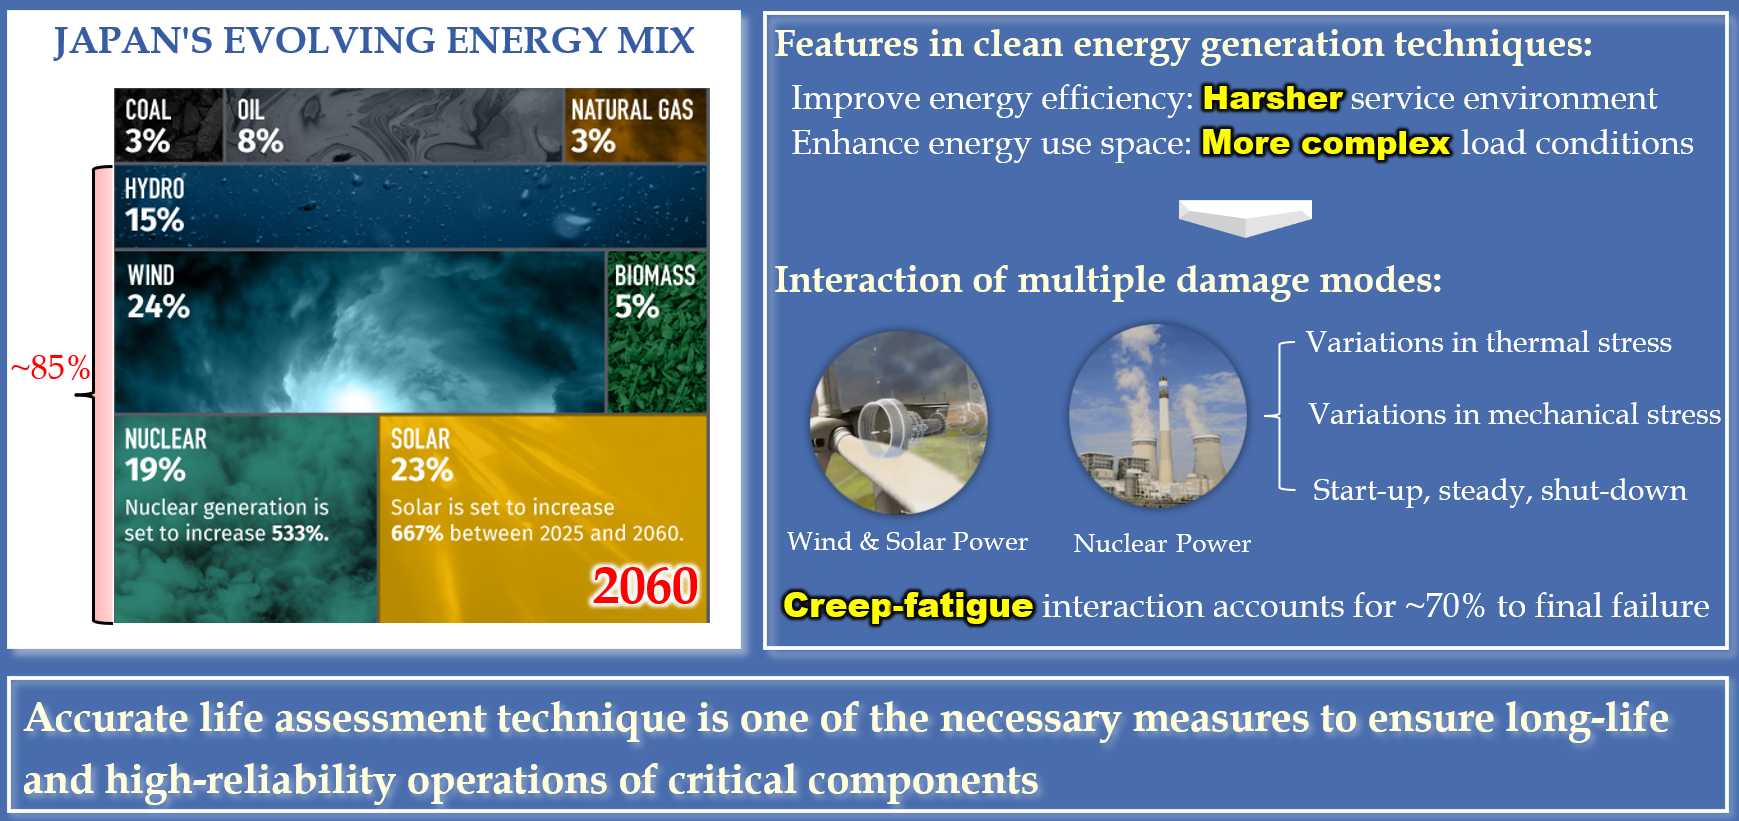 JAPAN'S EVOLVING ENERGY MIX
COAL
3%
OIL
8%
NATURAL GAS
3%
HYDRO
15%
WIND
24%
BIOMASS
5%
~85%
NUCLEAR
19%
Nuclear generation is
set to increase 533%.
SOLAR
23%
Solar is set to increase
667% between 2025 and 2060.
2060
Features in clean energy generation techniques:
Improve energy efficiency: Harsher service environment
Enhance energy use space: More complex load conditions
Interaction of multiple damage modes:
Variations in thermal stress
Variations in mechanical stress
Start-up, steady, shut-down
Wind & Solar Power
Nuclear Power
Creep-fatigue interaction accounts for ~70% to final failure
Accurate life assessment technique is one of the necessary measures to ensure long-life
and high-reliability operations of critical components